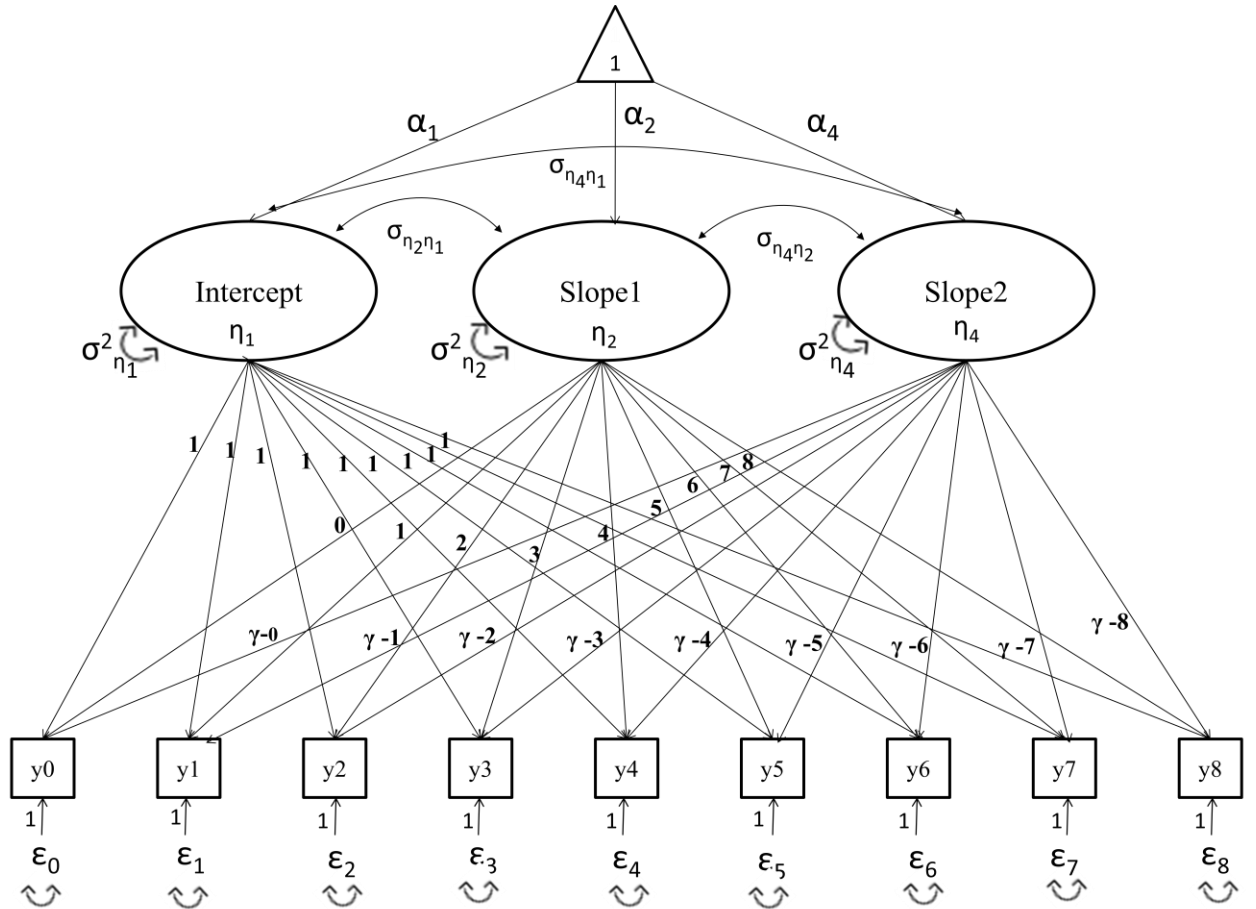 1
α1
α2
α4
ση4η1
ση2η1
ση4η2
Intercept
η1
Slope1
η2
Slope2
η4
σ2η1
σ2η2
σ2η4
1 1 1 1 1 1 1 1 1
0 1 2 3 4 5 6 7 8
γ-0 γ -1 γ -2 γ -3 γ -4 γ -5 γ -6 γ -7 γ -8
y0 y1 y2 y3 y4 y5 y6 y7 y8
1 1 1 1 1 1 1 1 1
ε0 ε1 ε2 ε3 ε4 ε5 ε6 ε7 ε8